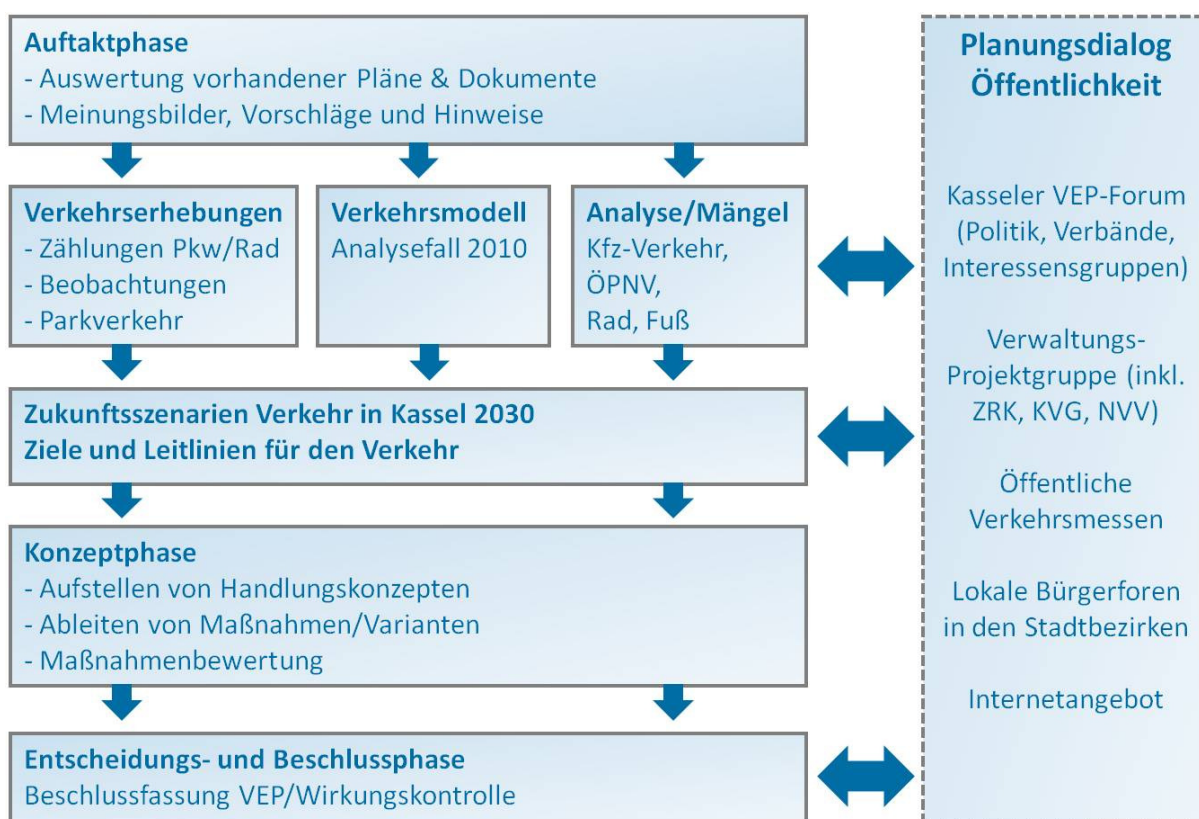 Auftaktphase
- Auswertung vorhandener Pläne & Dokumente
- Meinungsbilder, Vorschläge und Hinweise
Verkehrserhebungen
- Zählungen Pkw/Rad
- Beobachtungen
- Parkverkehr
Verkehrsmodell
Analysefall 2010
Analyse/Mängel
Kfz-Verkehr,
ÖPNV,
Rad, Fuß
Zukunftsszenarien Verkehr in Kassel 2030
Ziele und Leitlinien für den Verkehr
Konzeptphase
- Aufstellen von Handlungskonzepten
- Ableiten von Maßnahmen/Varianten
- Maßnahmenbewertung
Entscheidungs- und Beschlussphase
Beschlussfassung VEP/Wirkungskontrolle
Planungsdialog
Öffentlichkeit
Kasseler VEP-Forum
(Politik, Verbände,
Interessensgruppen)
Verwaltungs-
Projektgruppe (inkl.
ZRK, KVG, NVV)
Öffentliche
Verkehrsmessen
Lokale Bürgerforen
in den Stadtbezirken
Internetangebot